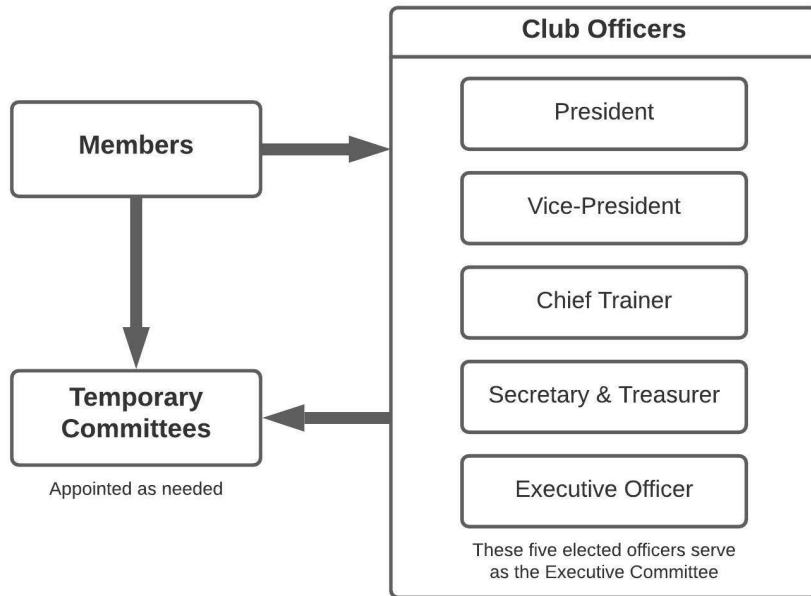 Club Officers
President
Members
Vice-President
Chief Trainer
Secretary & Treasurer
Temporary
Committees
Appointed as needed
Executive Officer
These five elected officers serve
as the Executive Committee